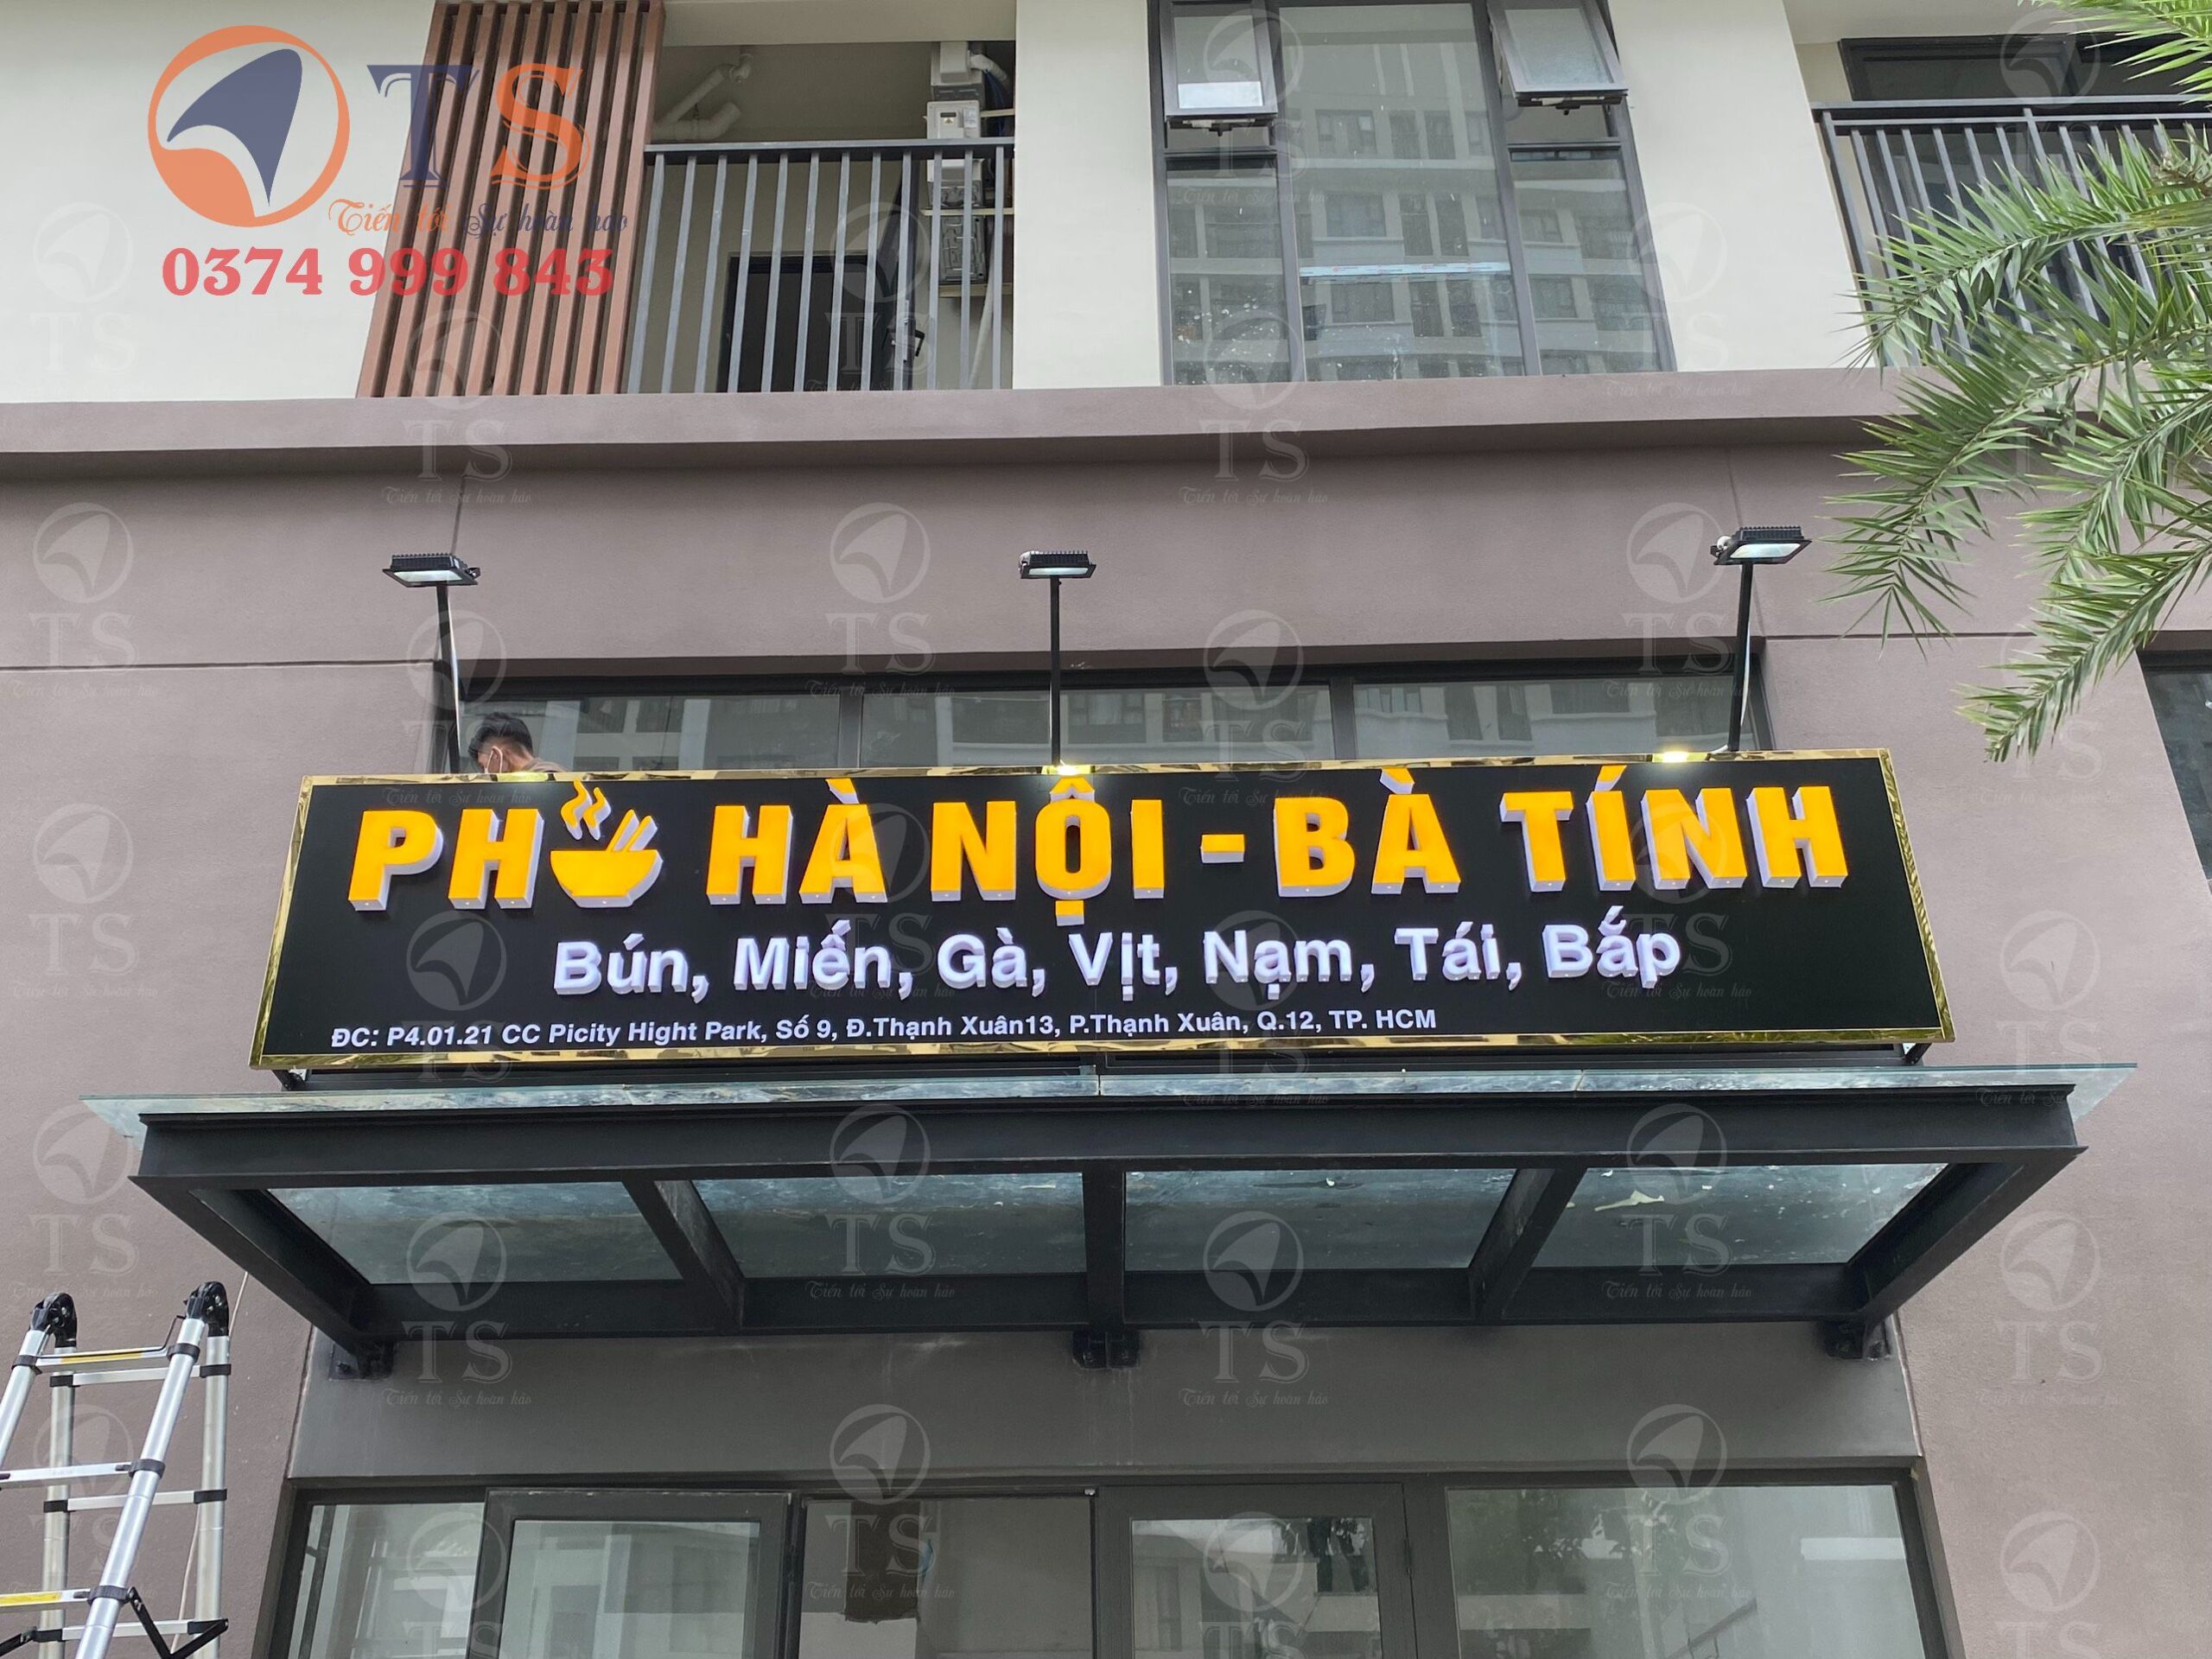 TS
Tiến tới Sự hoàn hảo
0374 999 843
PHỞ HÀ NỘI - BÀ TÍNH
Bún, Miến, Gà, Vịt, Nạm, Tái, Bắp
ĐC: P4.01.21 CC Picity Hight Park, Số 9, Đ.Thạnh Xuân13, P.Thạnh Xuân, Q.12, TP. HCM